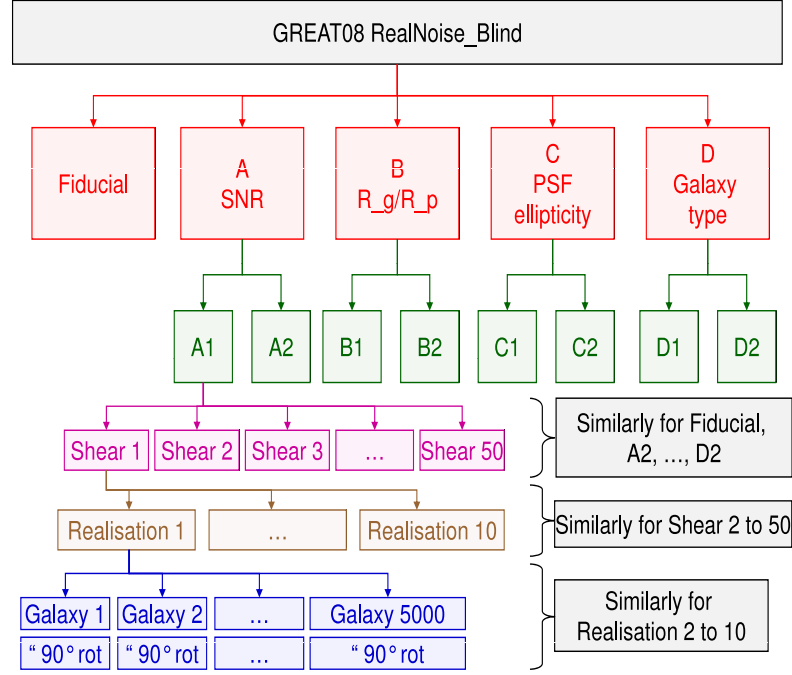 GREAT08 RealNoise_Blind
Fiducial
A
SNR
B
R_g/R_p
C
PSF
ellipticity
D
Galaxy
type
A1
A2
B1
B2
C1
C2
D1
D2
Shear 1
Shear 2
Shear 3
...
Shear 50
Similarly for Fiducial,
A2, ..., D2
Realisation 1
...
Realisation 10
Similarly for Shear 2 to 50
Galaxy 1
Galaxy 2
...
Galaxy 5000
“ 90° rot
“ 90° rot
...
“ 90° rot
Similarly for
Realisation 2 to 10